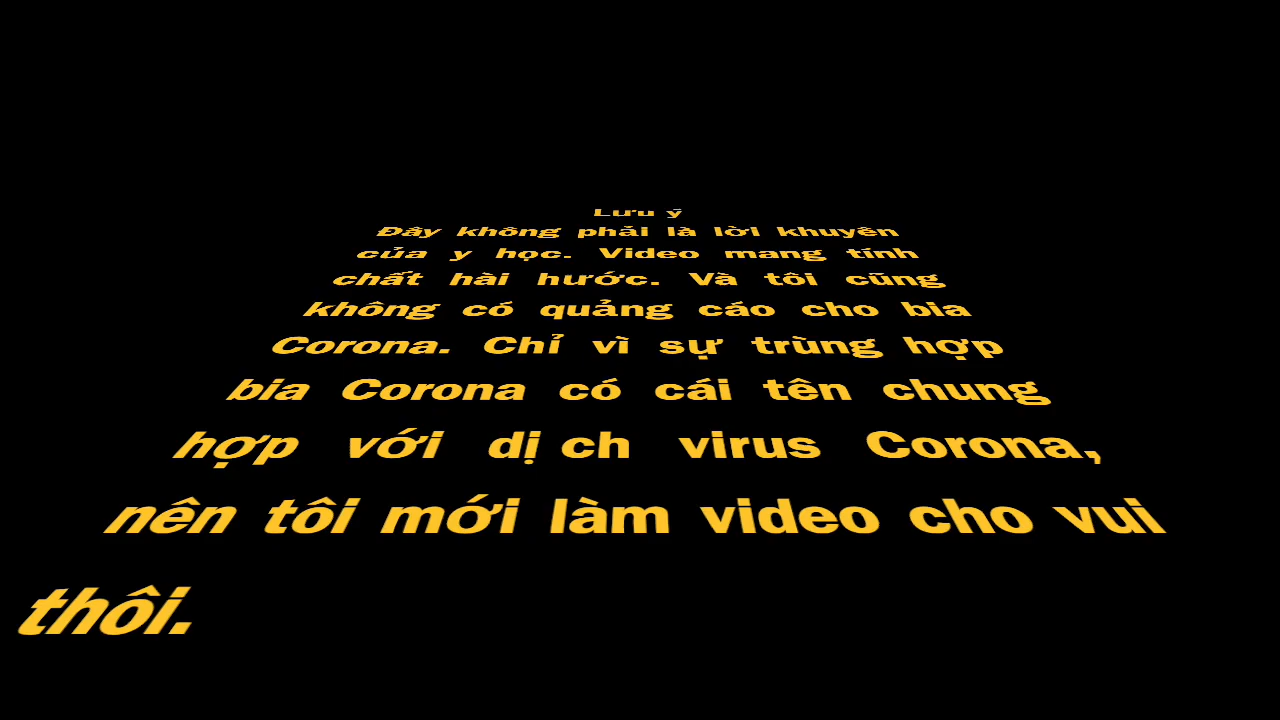 Lưu ý
Đây không phải là lời khuyên
của y học. Video mang tính
chất hài hước. Và tôi cũng
không có quảng cáo cho bia
Corona. Chỉ vì sự trùng hợp
bia Corona có cái tên chung
hợp với dị ch virus Corona,
nên tôi mới làm video cho vui
thôi.